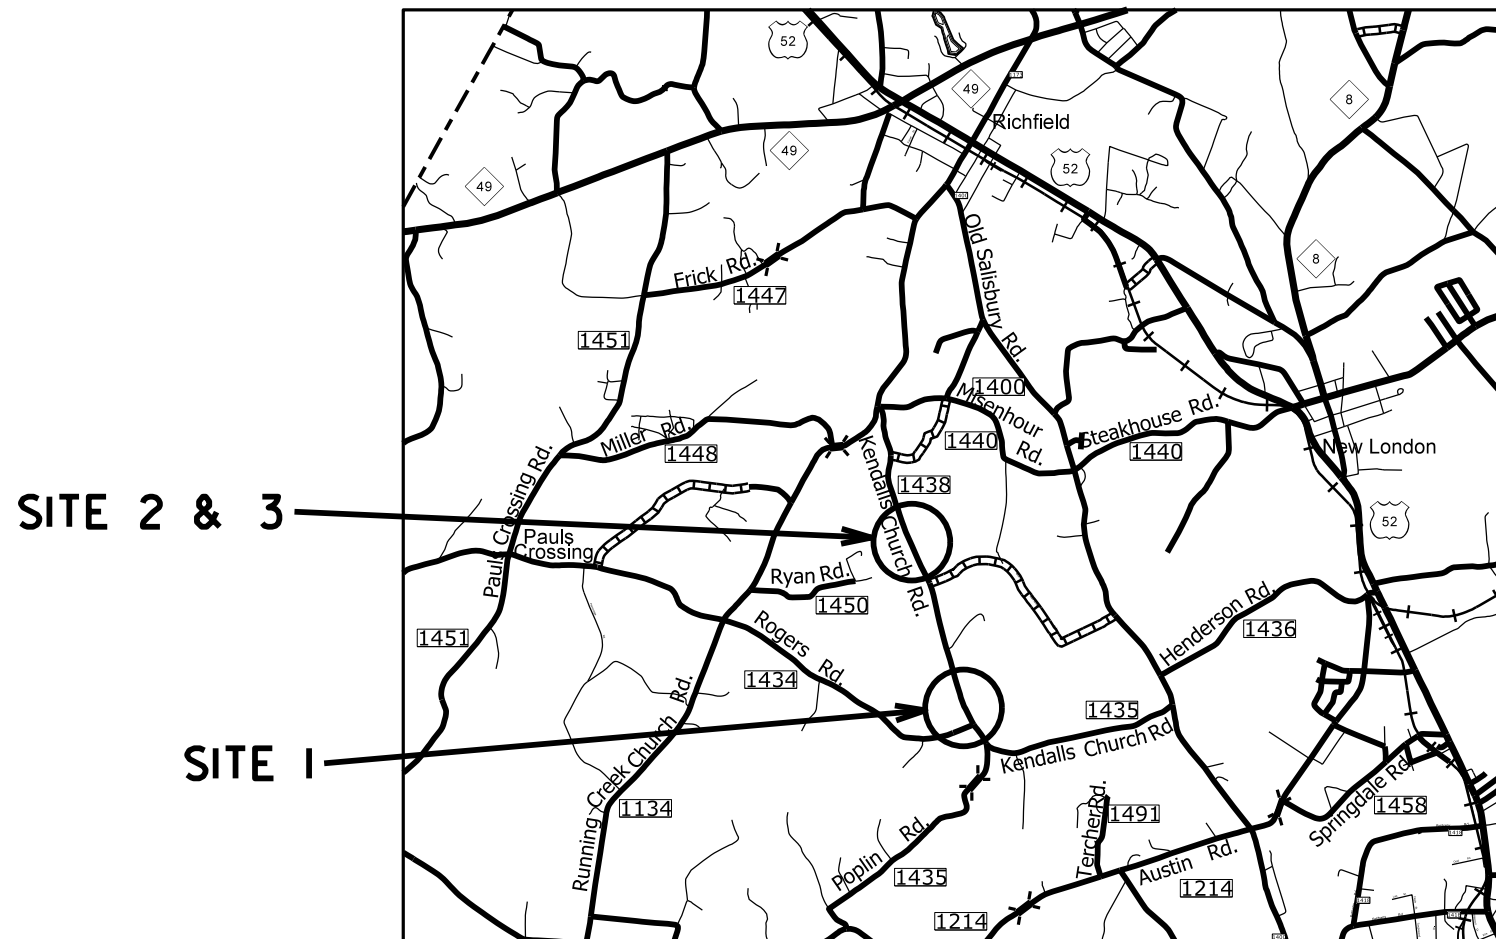 52
49
8
Richfield
49
52
49
8
Old Salisbury Rd.
Frick Rd.
1447
1451
1400
Misenhour Rd.
Steakhouse Rd.
1440
1440
Miller Rd.
1448
New London
Kendalls Church Rd.
1438
Pauls Crossing Rd.
SITE 2 & 3
52
Pauls
Crossing
Ryan Rd.
1450
Rogers Rd.
Henderson Rd.
1436
1451
1434
1435
Running Creek Church Rd.
SITE 1
Kendalls Church Rd.
1134
Tercher Rd.
1491
Springdale Rd.
1458
Poplin Rd.
1435
Austin Rd.
1214
1214